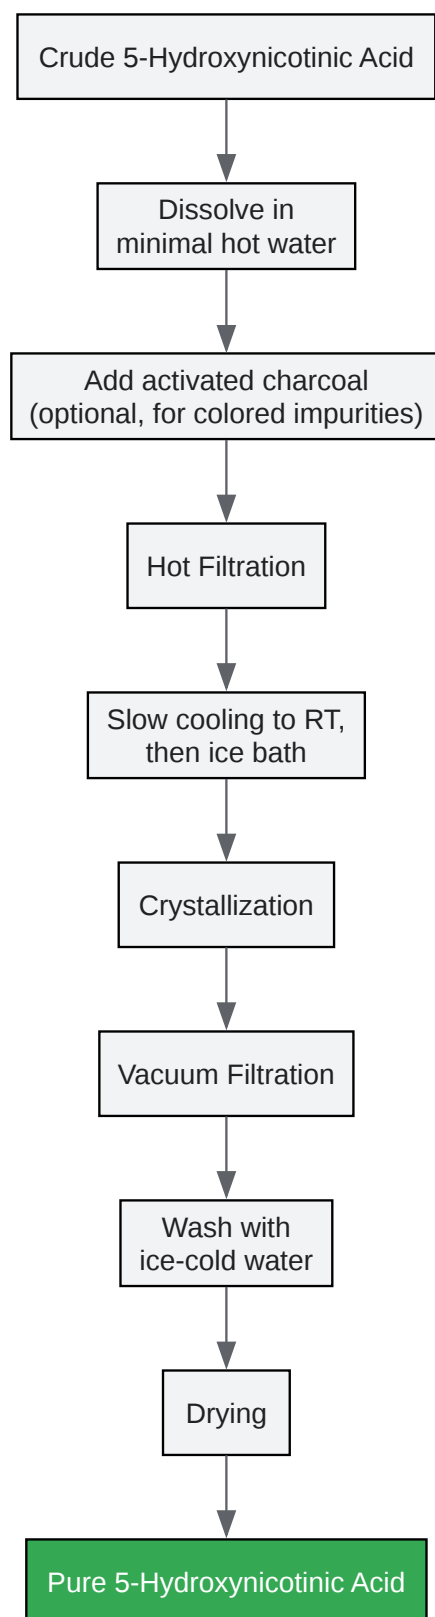 Crude 5-Hydroxynicotinic Acid
Dissolve in
minimal hot water
Add activated charcoal
(optional, for colored impurities)
Hot Filtration
Slow cooling to RT,
then ice bath
Crystallization
Vacuum Filtration
Wash with
ice-cold water
Drying
Pure 5-Hydroxynicotinic Acid